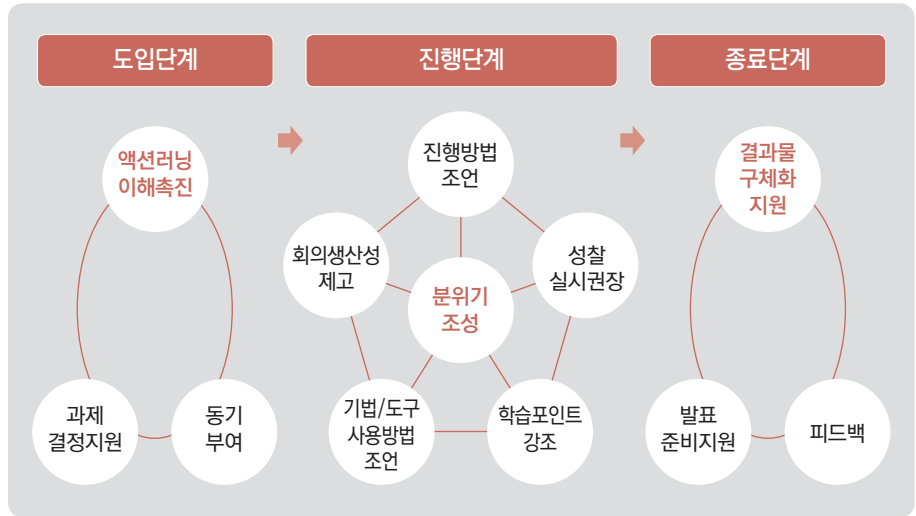 도입단계
액션러닝
이해촉진
과제
결정지원
동기
부여
진행단계
진행방법
조언
회의생산성
제고
성찰
실시권장
분위기
조성
기법/도구
사용방법
조언
학습포인트
강조
종료단계
결과물
구체화
지원
발표
준비지원
피드백